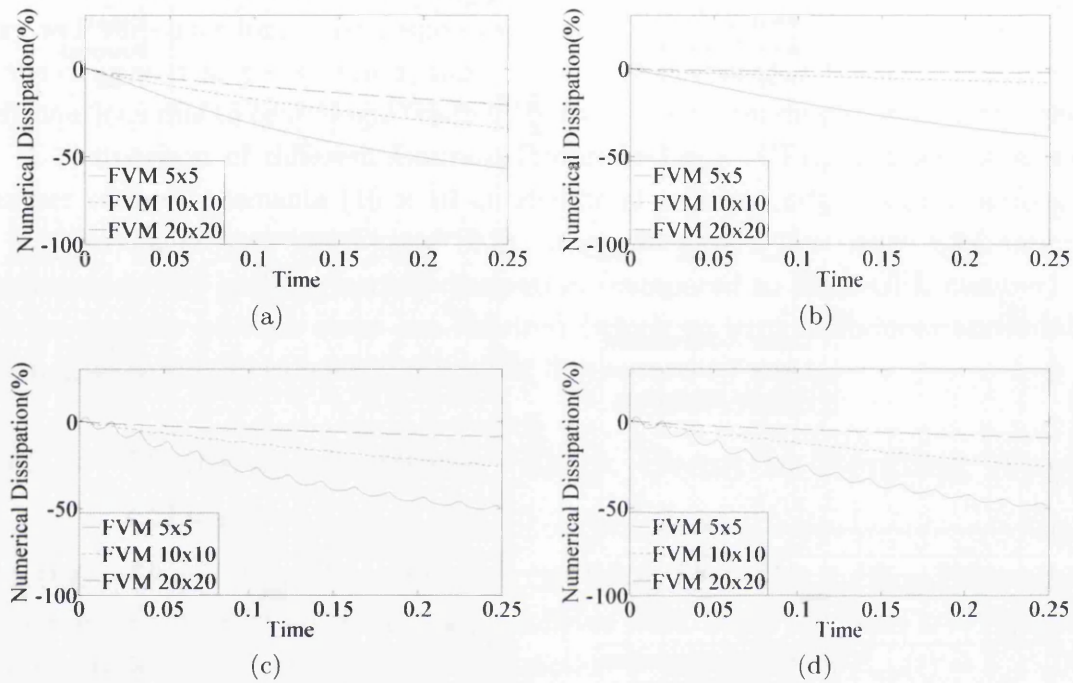 Numerical Dissipation(%)
0
-50
-100
FVM 5x5
FVM 10x10
FVM 20x20
0 0.05 0.1 0.15 0.2 0.25
Time
(a)
Numerical Dissipation(%)
0
-50
-100
FVM 5x5
FVM 10x10
FVM 20x20
0 0.05 0.1 0.15 0.2 0.25
Time
(b)
Numerical Dissipation(%)
0
-50
-100
FVM 5x5
FVM 10x10
FVM 20x20
0 0.05 0.1 0.15 0.2 0.25
Time
(c)
Numerical Dissipation(%)
0
-50
-100
FVM 5x5
FVM 10x10
FVM 20x20
0 0.05 0.1 0.15 0.2 0.25
Time
(d)